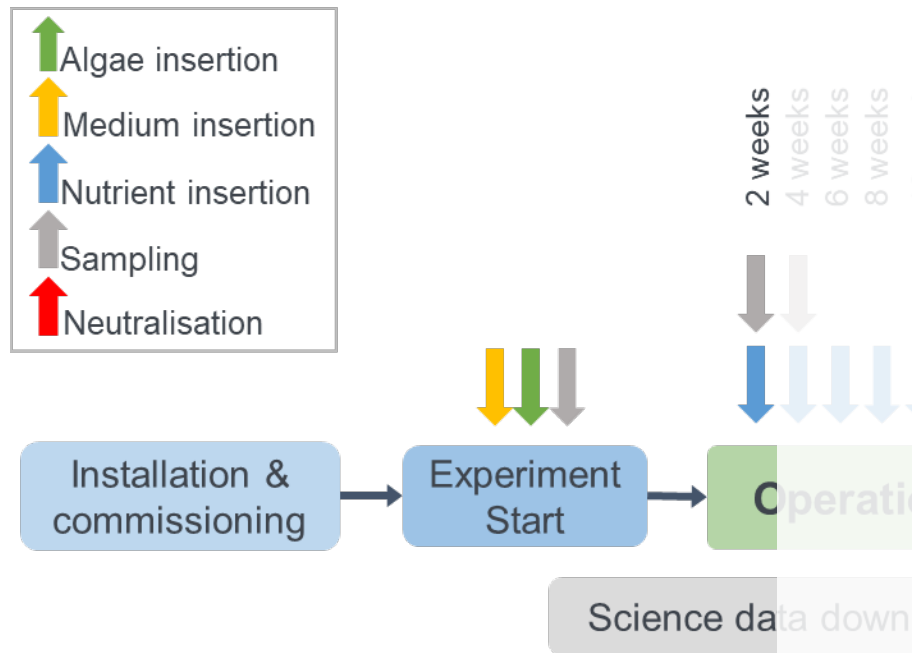 Algae insertion
Medium insertion
Nutrient insertion
Sampling
Neutralisation
2 weeks
4 weeks
6 weeks
8 weeks
Installation &
commissioning
Experiment
Start
Operatio
Science data down